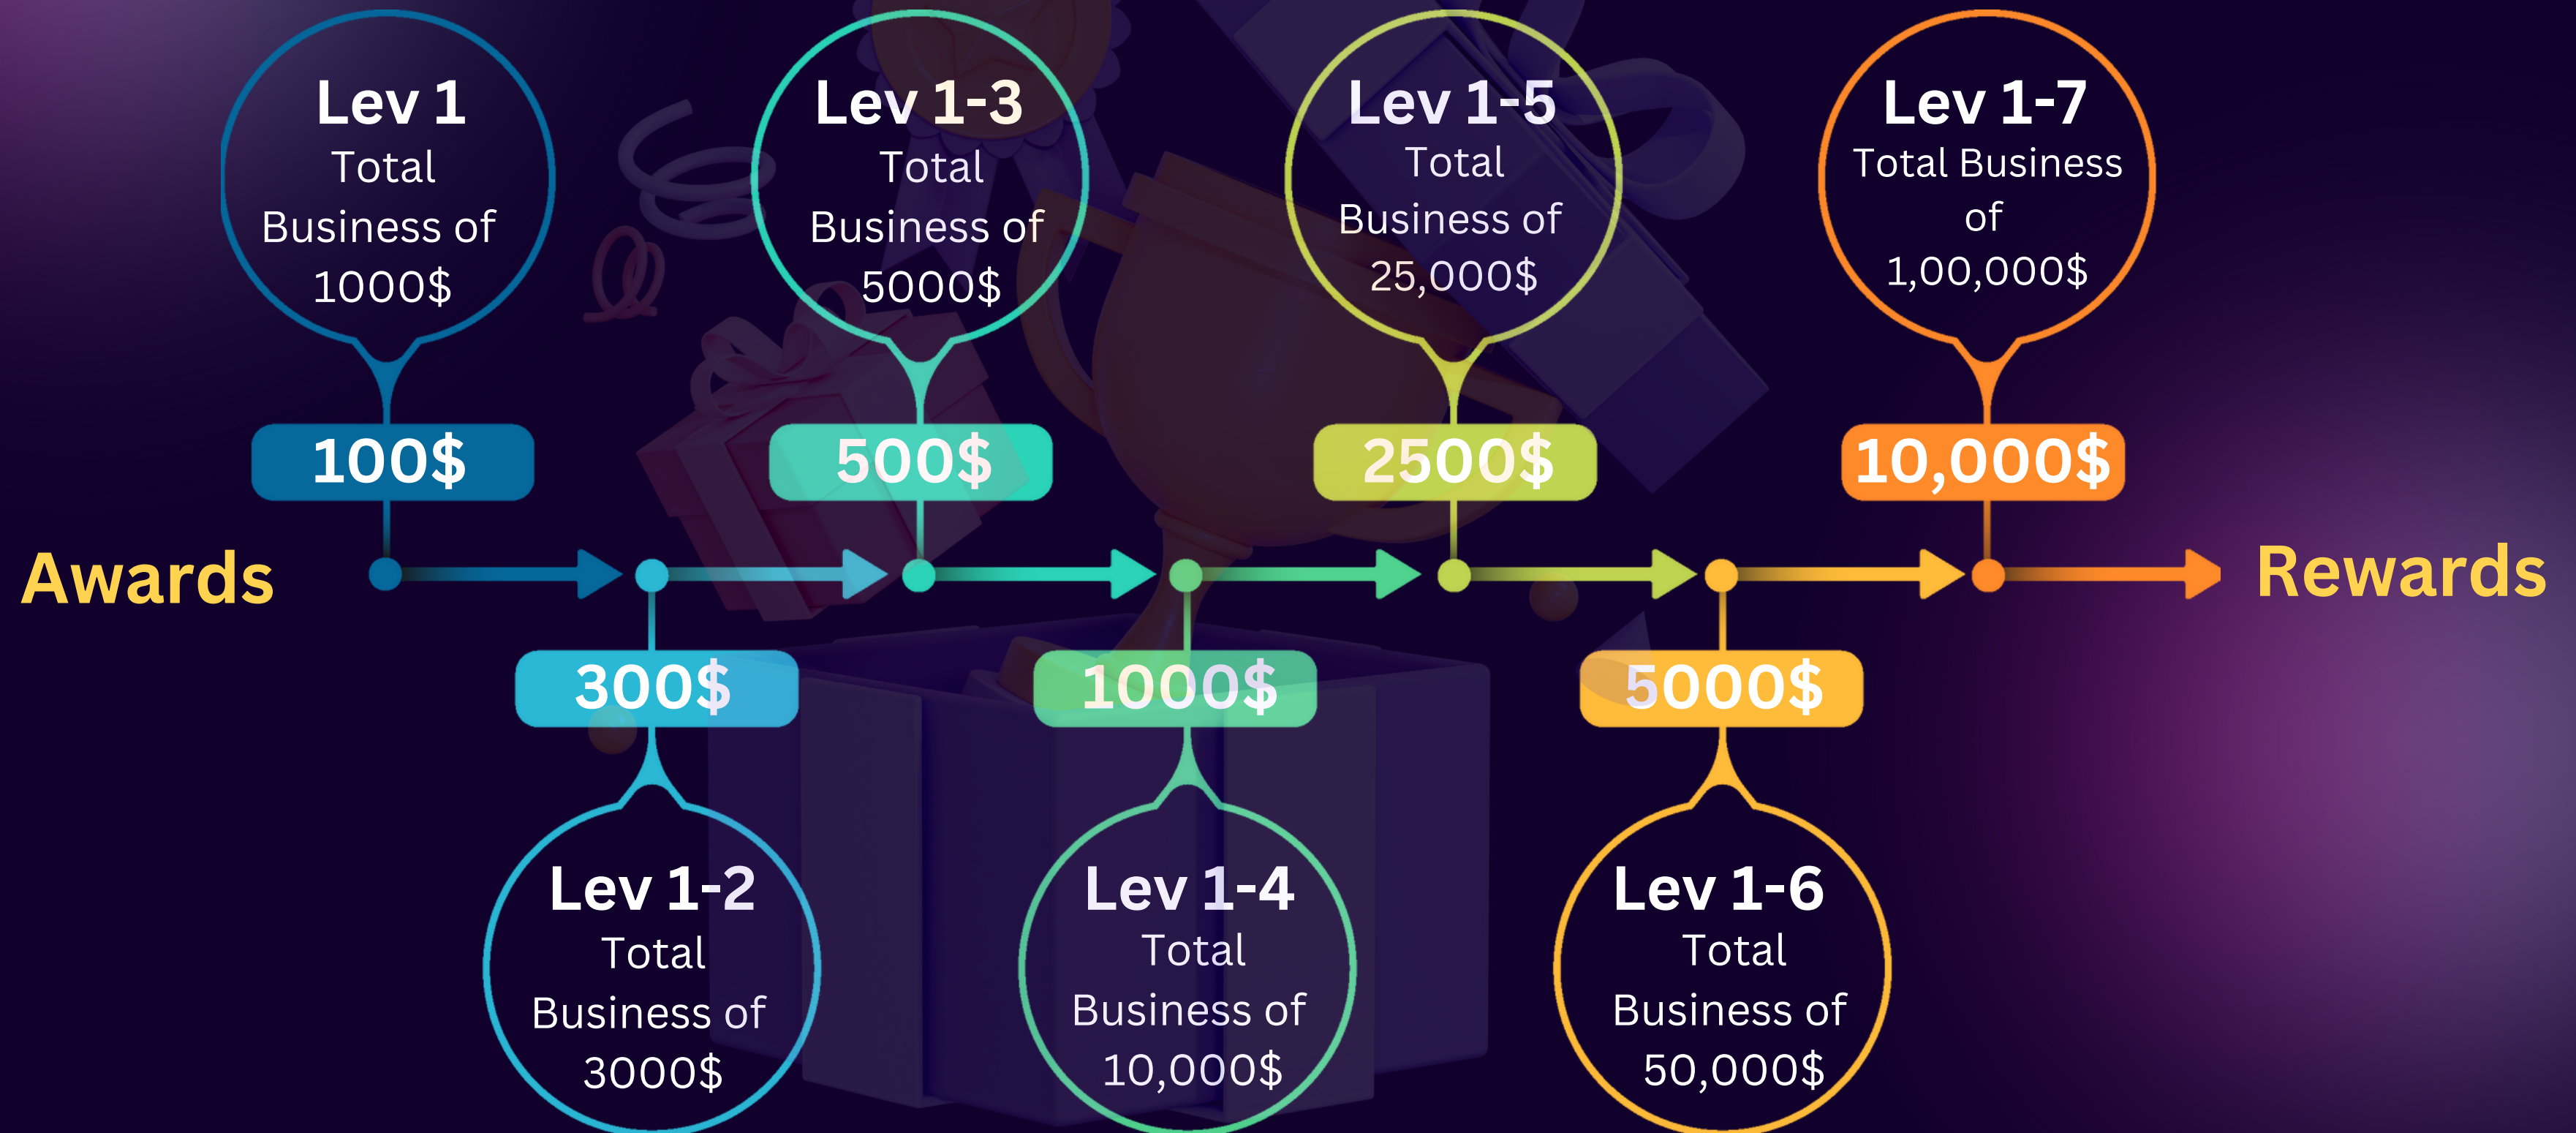 Lev 1
Total
Business of
1000$
100$
Lev 1-3
Total
Business of
5000$
500$
Lev 1-5
Total
Business of
25,000$
2500$
Lev 1-7
Total Business
of
1,00,000$
10,000$
Awards
Rewards
300$
Lev 1-2
Total
Business of
3000$
1000$
Lev 1-4
Total
Business of
10,000$
5000$
Lev 1-6
Total
Business of
50,000$